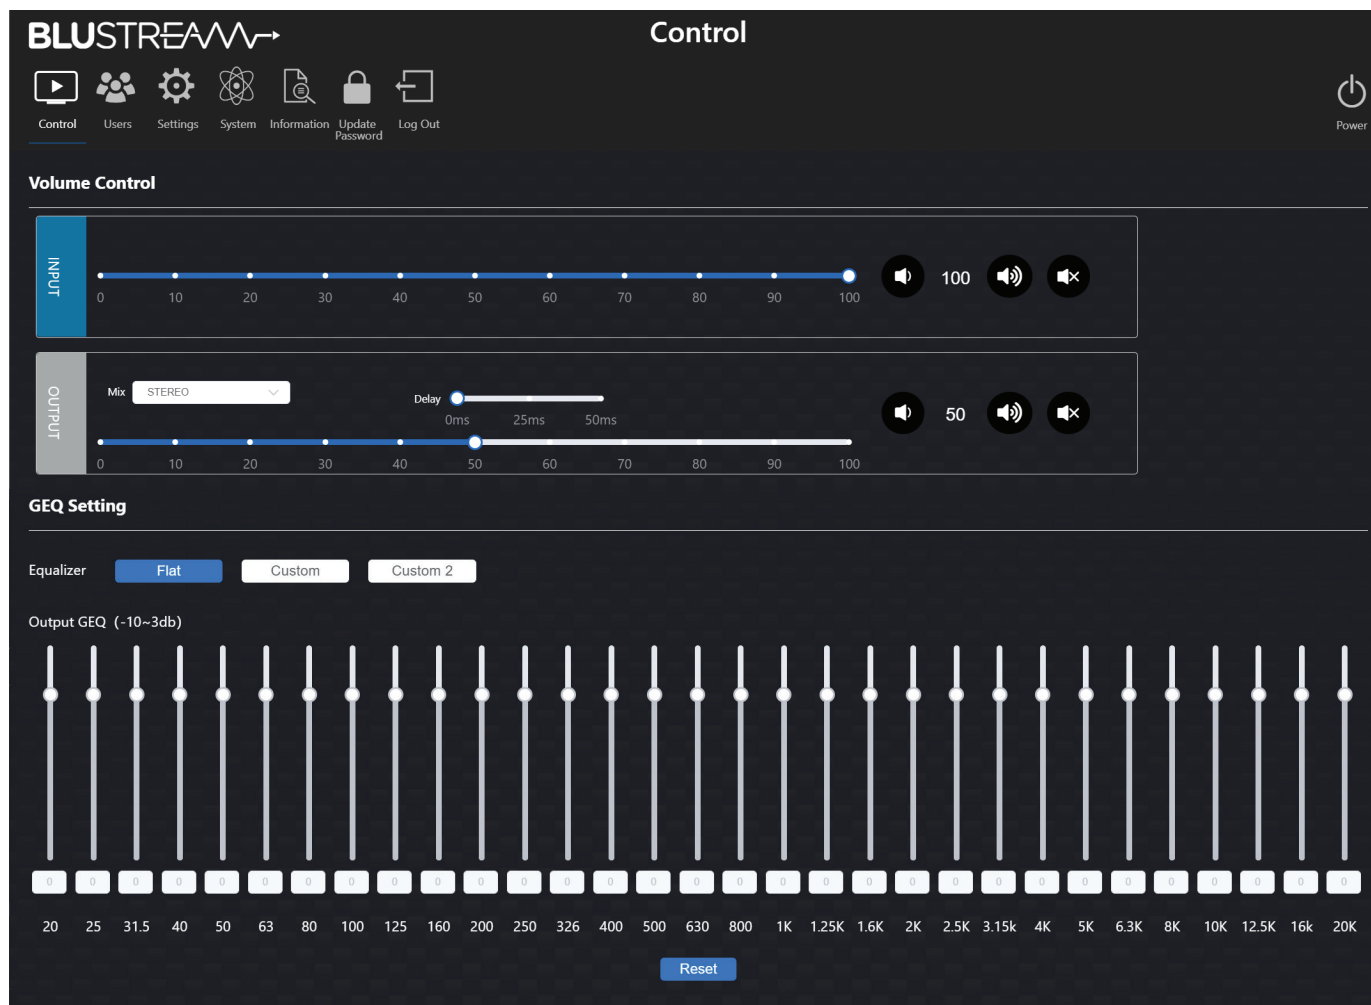 BLUSTREAM
Control
Control Users Settings System Information Update Password Log Out
Power
Volume Control
INPUT
0 10 20 30 40 50 60 70 80 90 100
100
OUTPUT
Mix STEREO
Delay
0ms 25ms 50ms
50
0 10 20 30 40 50 60 70 80 90 100
GEQ Setting
Equalizer Flat Custom Custom 2
Output GEQ (-10~3db)
0 0 0 0 0 0 0 0 0 0 0 0 0 0 0 0 0 0 0 0 0 0 0 0 0 0 0 0 0 0 0
20 25 31.5 40 50 63 80 100 125 160 200 250 326 400 500 630 800 1K 1.25K 1.6K 2K 2.5K 3.15k 4K 5K 6.3K 8K 10K 12.5K 16k 20K
Reset